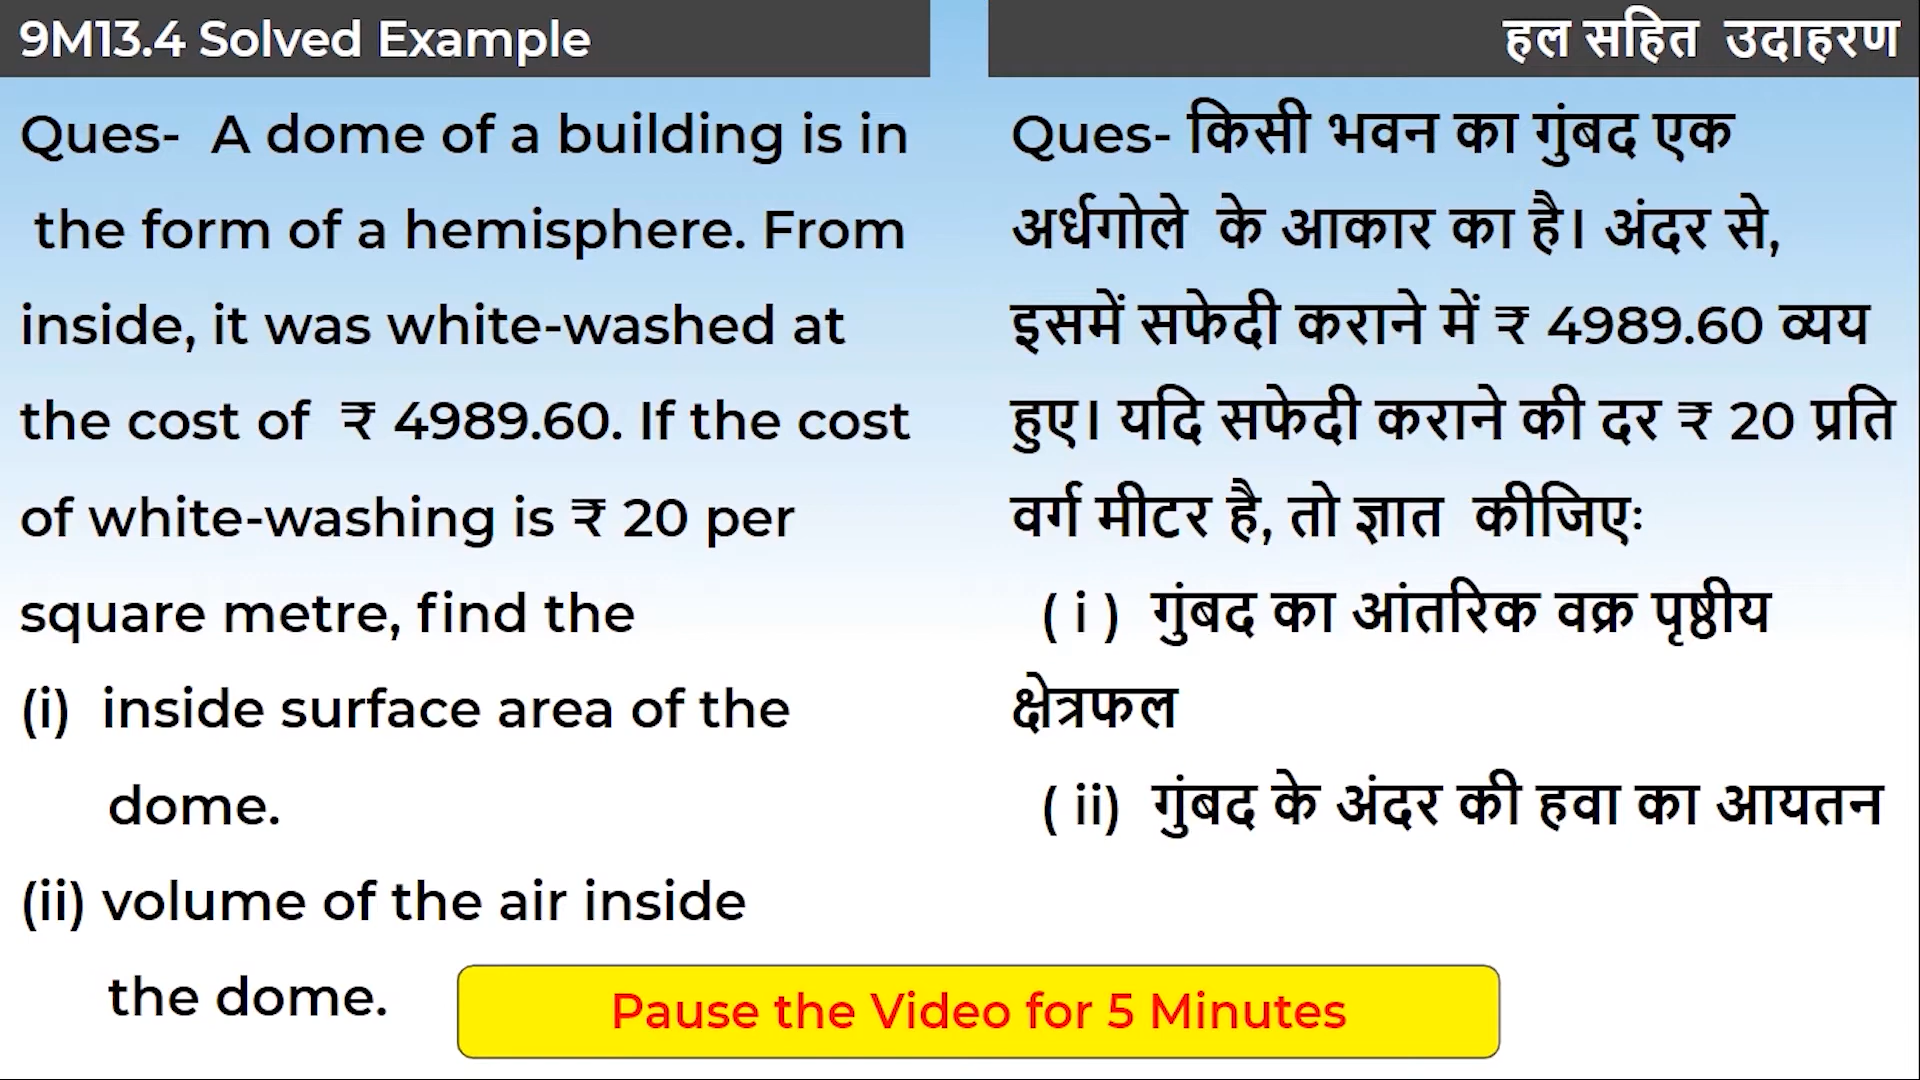 9M13.4 Solved Example
Ques-  A dome of a building is in
the form of a hemisphere. From
inside, it was white-washed at
the cost of  ₹ 4989.60. If the cost
of white-washing is ₹ 20 per
square metre, find the
(i)  inside surface area of the
dome.
(ii) volume of the air inside
the dome.
हल सहित  उदाहरण
Ques- किसी भवन का गुंबद एक
अर्धगोले  के आकार का है। अंदर से,
इसमें सफेदी कराने में ₹ 4989.60 व्यय
हुए। यदि सफेदी कराने की दर ₹ 20 प्रति
वर्ग मीटर है, तो ज्ञात  कीजिएः
( i )  गुंबद का आंतरिक वक्र पृष्ठीय
क्षेत्रफल
( ii)  गुंबद के अंदर की हवा का आयतन
Pause the Video for 5 Minutes